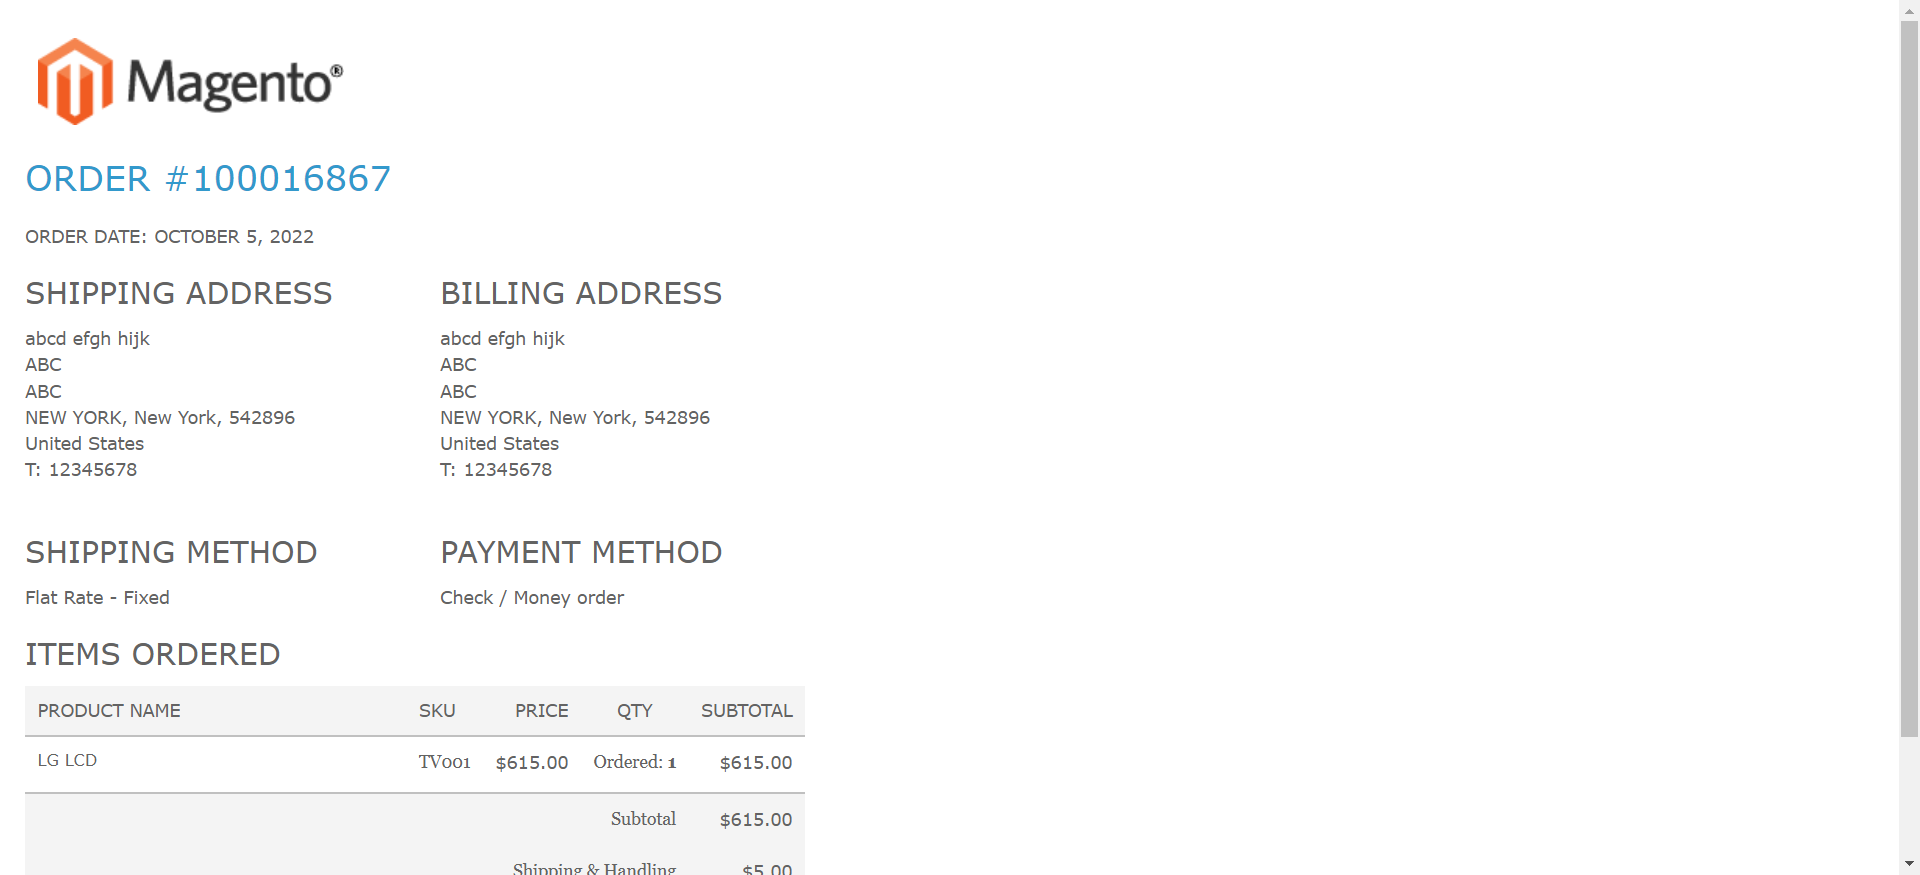 Magento®
ORDER #100016867
ORDER DATE: OCTOBER 5, 2022
SHIPPING ADDRESS
abcd efgh hijk
ABC
ABC
NEW YORK, New York, 542896
United States
T: 12345678
BILLING ADDRESS
abcd efgh hijk
ABC
ABC
NEW YORK, New York, 542896
United States
T: 12345678
SHIPPING METHOD
Flat Rate - Fixed
PAYMENT METHOD
Check / Money order
ITEMS ORDERED
PRODUCT NAME SKU PRICE QTY SUBTOTAL
LG LCD TV001 $615.00 Ordered: 1 $615.00
Subtotal $615.00
Shipping & Handling $5.00